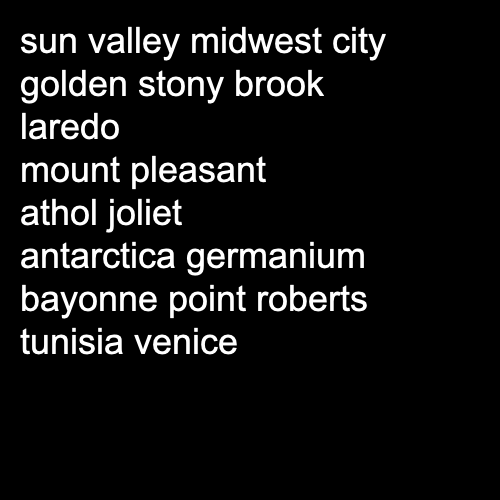 sun valley midwest city
golden stony brook
laredo
mount pleasant
athol joliet
antarctica germanium
bayonne point roberts
tunisia venice